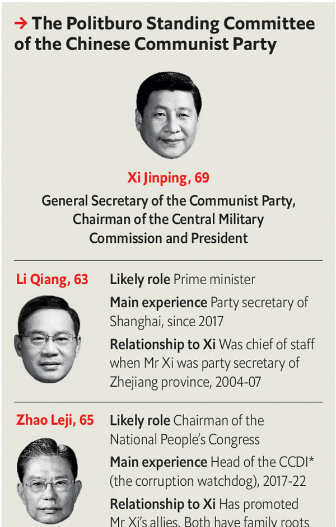 → The Politburo Standing Committee
of the Chinese Communist Party
Xi Jinping, 69
General Secretary of the Communist Party,
Chairman of the Central Military
Commission and President
Li Qiang, 63
Likely role Prime minister
Main experience Party secretary of
Shanghai, since 2017
Relationship to Xi Was chief of staff
when Mr Xi was party secretary of
Zhejiang province, 2004-07
Zhao Leji, 65
Likely role Chairman of the
National People's Congress
Main experience Head of the CCDI*
(the corruption watchdog), 2017-22
Relationship to Xi Has promoted
Mr Xi's allies. Both have family roots